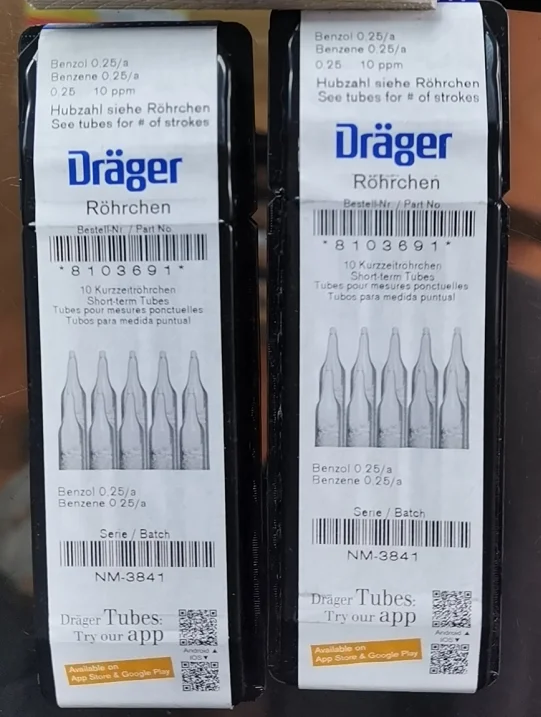 Benzol 0,25/a
Benzene 0,25/a
0.25 10 ppm
Hubzahl siehe Röhrchen
See tubes for # of strokes
Dräger
Röhrchen
Bestell-Nr / Part No
*8103691*
10 Kurzzeitröhrchen
Short-term Tubes
Tubes pour mesures ponctuelles
Tubos para medida puntual
Benzol 0,25/a
Benzene 0,25/a
Serie / Batch
NM-3841
Dräger Tubes:
Try our app
Android ▲
iOS ▼
Available on
App Store & Google Play
Benzol 0,25/a
Benzene 0,25/a
0.25 10 ppm
Hubzahl siehe Röhrchen
See tubes for # of strokes
Dräger
Röhrchen
Bestell-Nr / Part No
*8103691*
10 Kurzzeitröhrchen
Short-term Tubes
Tubes pour mesures ponctuelles
Tubos para medida puntual
Benzol 0,25/a
Benzene 0,25/a
Serie / Batch
NM-3841
Dräger Tubes:
Try our app
Android ▲
iOS ▼
Available on
App Store & Google Play